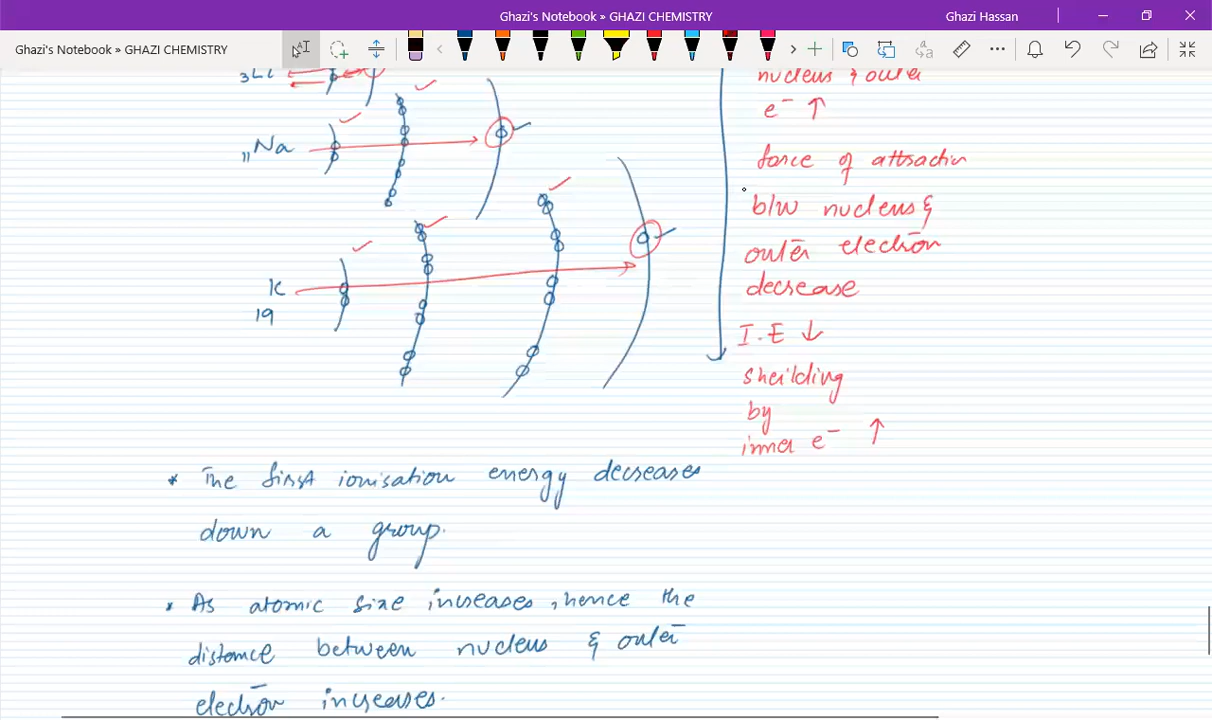 Ghazi's Notebook » GHAZI CHEMISTRY
Ghazi Hassan
Ghazi's Notebook » GHAZI CHEMISTRY
3Li
nucleus & outer
e⁻ ↑
11Na
force of attraction
b/w nucleus &
outer electron
decrease
K
19
I.E ↓
sheilding
by
inner e⁻ ↑
* The first ionisation energy decreases
down a group.
* As atomic size increases, hence the
distance between nucleus & outer
electron increases.